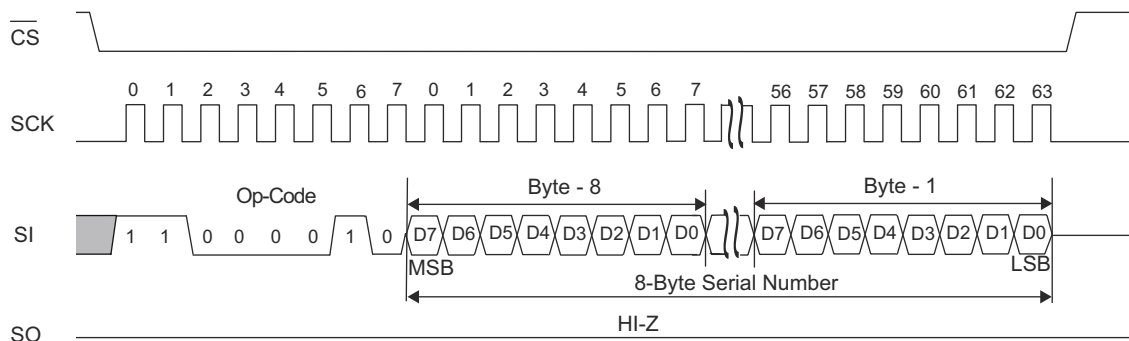 CS
0 1 2 3 4 5 6 7 0 1 2 3 4 5 6 7 56 57 58 59 60 61 62 63
SCK
Op-Code
Byte - 8
Byte - 1
SI
1 1 0 0 0 0 1 0 D7 D6 D5 D4 D3 D2 D1 D0 D7 D6 D5 D4 D3 D2 D1 D0
MSB
LSB
8-Byte Serial Number
HI-Z
SO